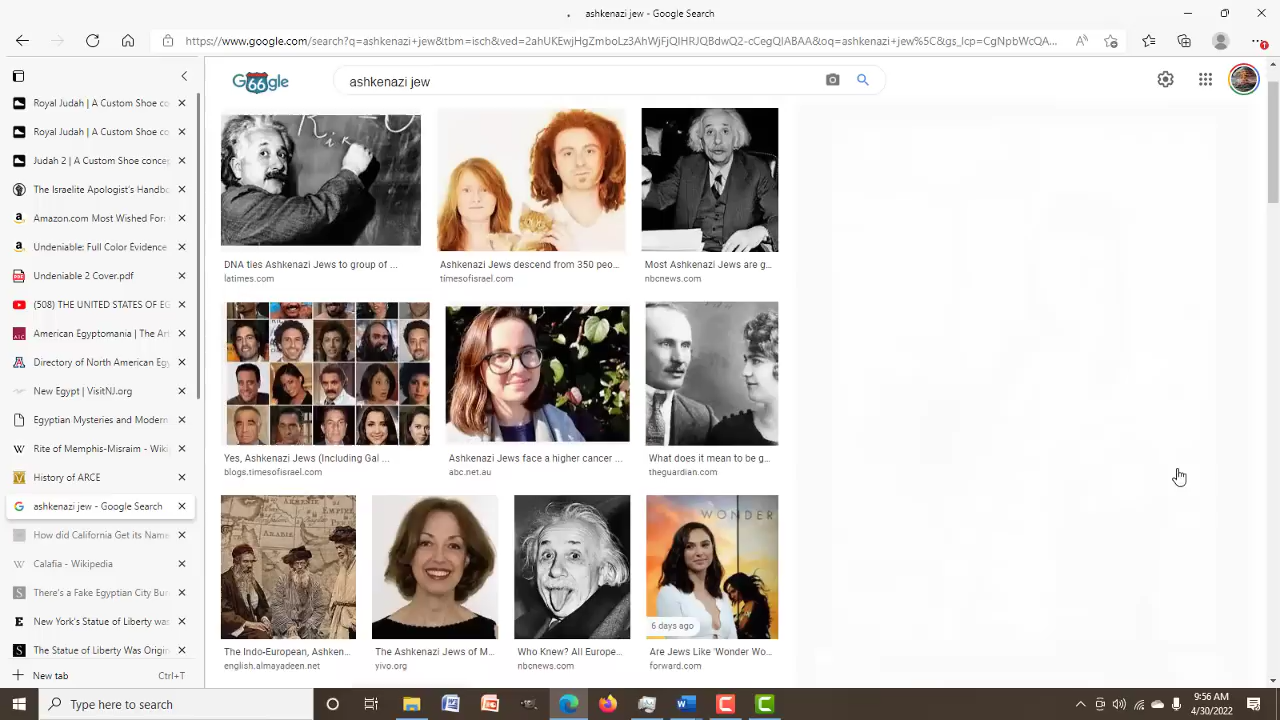 ashkenazi jew - Google Search
https://www.google.com/search?q=ashkenazi+jew&tbm=isch&ved=2ahUKEwjHgZmboLz3AhWjFjQIHRJQBdwQ2-cCegQIABAA&oq=ashkenazi+jew%5C&gs_lcp=CgNpbWcQA...
Royal Judah | A Custom Shoe co
Royal Judah | A Custom Shoe co
Judah 2 | A Custom Shoe concep
The Israelite Apologist's Handbo
Amazon.com Most Wished For:
Undeniable: Full Color Evidence
Undeniable 2 Cover.pdf
(508) THE UNITED STATES OF EG
American Egyptomania | The Ar
Directory of North American Eg
New Egypt | VisitNJ.org
Egyptian Mysteries and Modern
Rite of Memphis-Misraim - Wiki
History of ARCE
ashkenazi jew - Google Search
How did California Get its Name
Calafia - Wikipedia
There's a Fake Egyptian City Bur
New York's Statue of Liberty was
The Statue of Liberty Was Origin
New tab
Ctrl+T
G66gle
ashkenazi jew
DNA ties Ashkenazi Jews to group of ...
latimes.com
Ashkenazi Jews descend from 350 peo...
timesofisrael.com
Most Ashkenazi Jews are g...
nbcnews.com
Yes, Ashkenazi Jews (Including Gal ...
blogs.timesofisrael.com
Ashkenazi Jews face a higher cancer ...
abc.net.au
What does it mean to be g...
theguardian.com
ARABIE
WONDER
6 days ago
The Indo-European, Ashken...
english.almayadeen.net
The Ashkenazi Jews of M...
yivo.org
Who Knew? All Europe...
nbcnews.com
Are Jews Like 'Wonder Wo...
forward.com
Type here to search
9:56 AM
4/30/2022